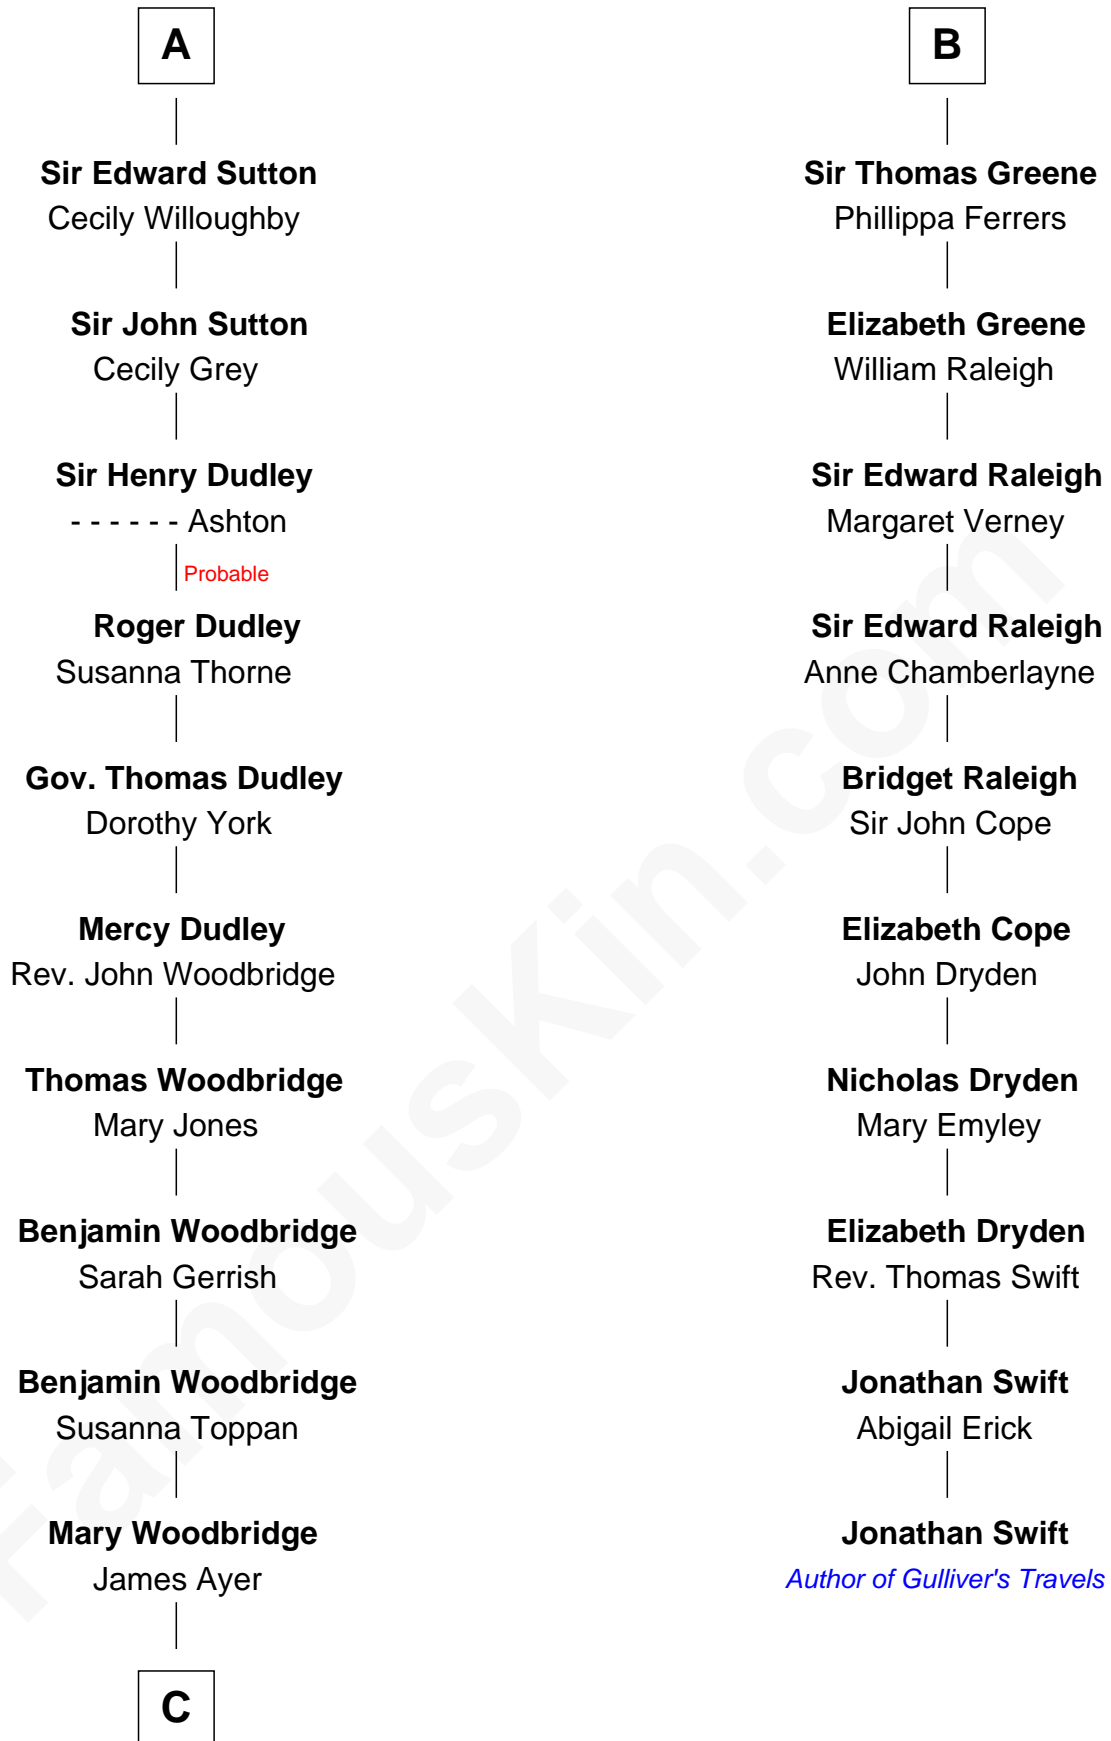 A
Sir Edward Sutton
Cecily Willoughby
Sir John Sutton
Cecily Grey
Sir Henry Dudley
- - - - - - Ashton
Probable
Roger Dudley
Susanna Thorne
Gov. Thomas Dudley
Dorothy York
Mercy Dudley
Rev. John Woodbridge
Thomas Woodbridge
Mary Jones
Benjamin Woodbridge
Sarah Gerrish
Benjamin Woodbridge
Susanna Toppan
Mary Woodbridge
James Ayer
C
B
Sir Thomas Greene
Phillippa Ferrers
Elizabeth Greene
William Raleigh
Sir Edward Raleigh
Margaret Verney
Sir Edward Raleigh
Anne Chamberlayne
Bridget Raleigh
Sir John Cope
Elizabeth Cope
John Dryden
Nicholas Dryden
Mary Emyley
Elizabeth Dryden
Rev. Thomas Swift
Jonathan Swift
Abigail Erick
Jonathan Swift
Author of Gulliver's Travels
FamousKin.com